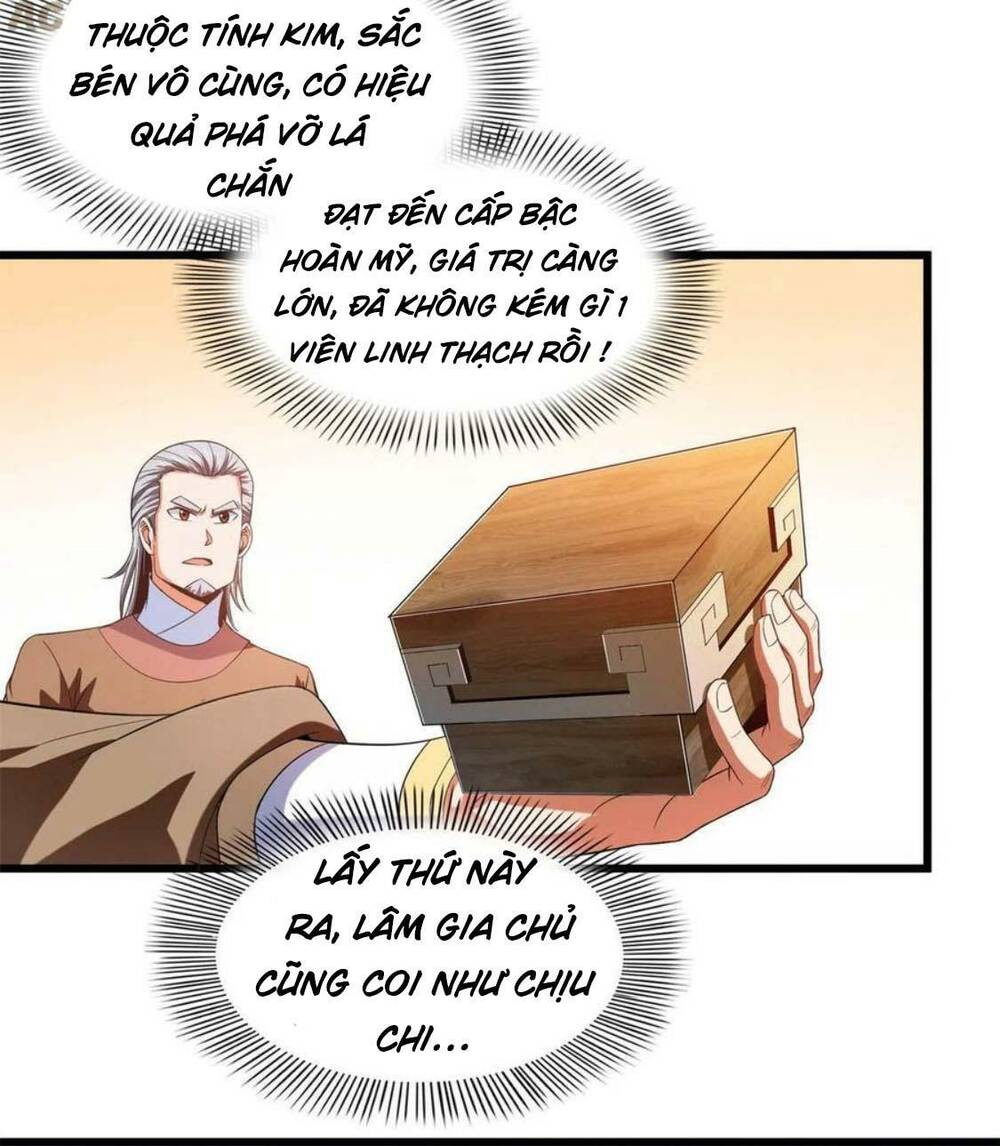 THUỘC TÍNH KIM, SẮC
BÉN VÔ CÙNG, CÓ HIỆU
QUẢ PHÁ VỠ LÁ
CHẮN
ĐẠT ĐẾN CẤP BẬC
HOÀN MỸ, GIÁ TRỊ CÀNG
LỚN, ĐÃ KHÔNG KÉM GÌ 1
VIÊN LINH THẠCH RỒI !
LẤY THỨ NÀY
RA, LÂM GIA CHỦ
CŨNG COI NHƯ CHỊU
CHI...